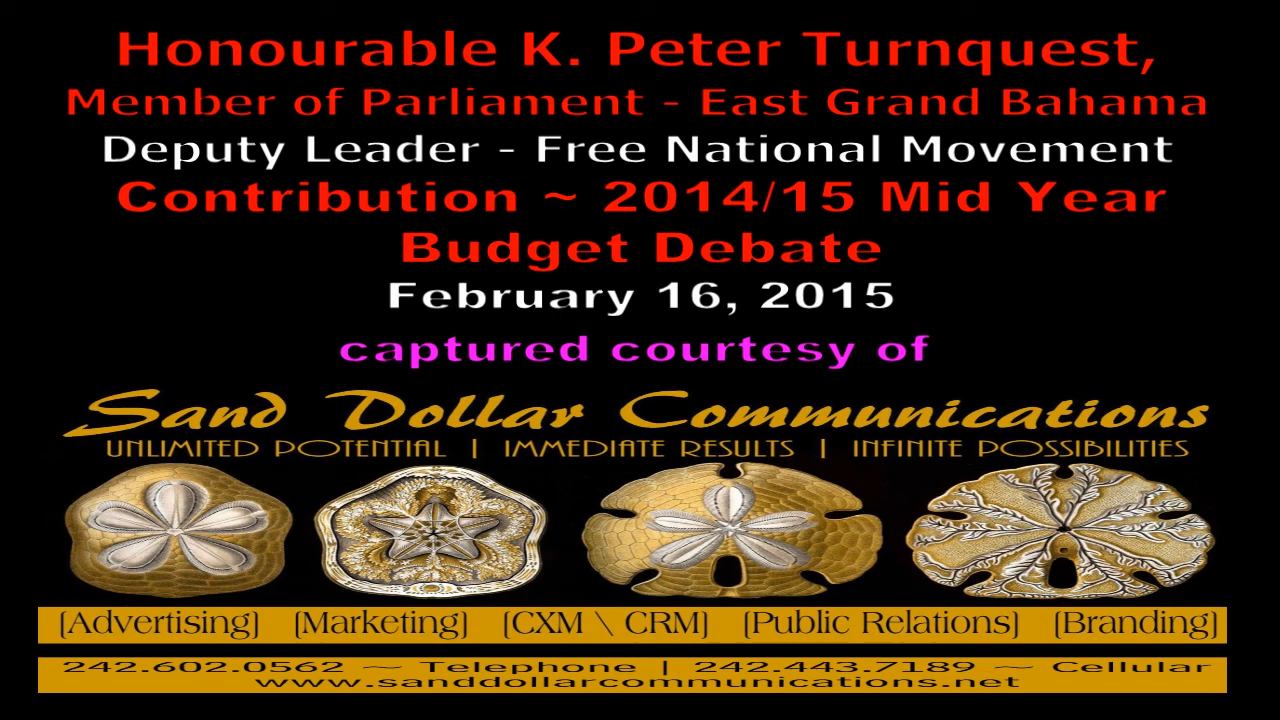 Honourable K. Peter Turnquest,
Member of Parliament - East Grand Bahama
Deputy Leader - Free National Movement
Contribution ~ 2014/15 Mid Year
Budget Debate
February 16, 2015
captured courtesy of
Sand Dollar Communications
UNLIMITED POTENTIAL | IMMEDIATE RESULTS | INFINITE POSSIBILITIES
[Advertising] [Marketing] [CXM \ CRM] [Public Relations] [Branding]
242.602.0562 ~ Telephone | 242.443.7189 ~ Cellular
www.sanddollarcommunications.net